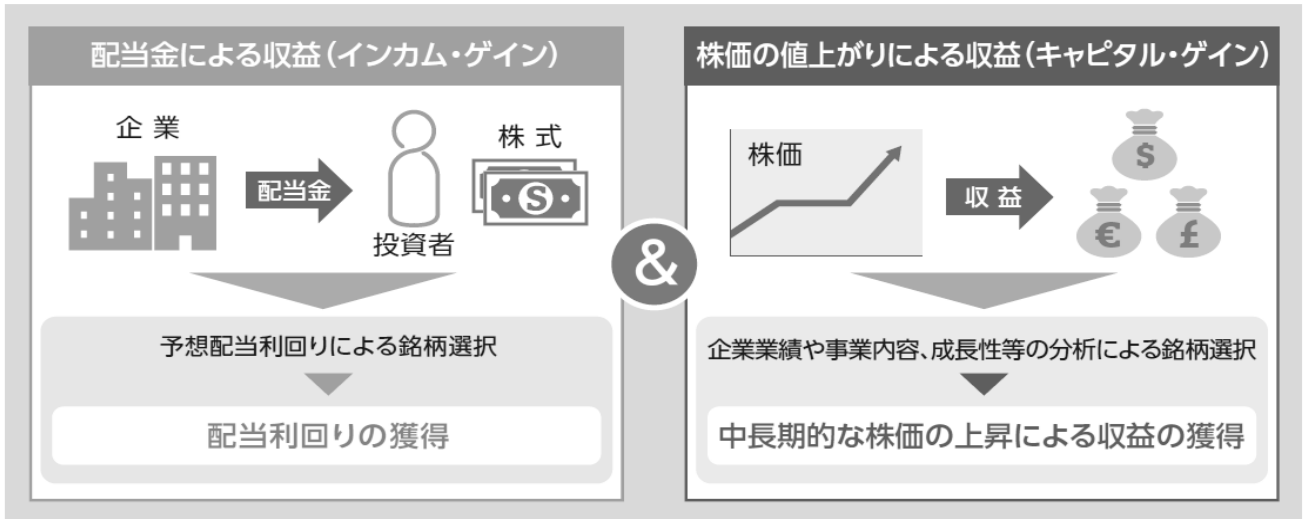 配当金による収益(インカム・ゲイン)
企 業
配当金
投資者
株 式
S
予想配当利回りによる銘柄選択
配当利回りの獲得
&
株価の値上がりによる収益(キャピタル・ゲイン)
株価
収 益
$
€
£
企業業績や事業内容、成長性等の分析による銘柄選択
中長期的な株価の上昇による収益の獲得